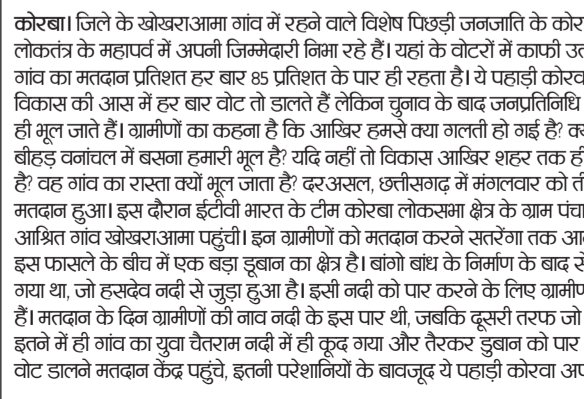 कोरबा। जिले के खोखराआमा गांव में रहने वाले विशेष पिछड़ी जनजाति के कोर
लोकतंत्र के महापर्व में अपनी जिम्मेदारी निभा रहे हैं। यहां के वोटरों में काफी उत
गांव का मतदान प्रतिशत हर बार 85 प्रतिशत के पार ही रहता है। ये पहाड़ी कोरव
विकास की आस में हर बार वोट तो डालते हैं लेकिन चुनाव के बाद जनप्रतिनिधि
ही भूल जाते हैं। ग्रामीणों का कहना है कि आखिर हमसे क्या गलती हो गई है? क्
बीहड़ वनांचल में बसना हमारी भूल है? यदि नहीं तो विकास आखिर शहर तक ही
है? वह गांव का रास्ता क्यों भूल जाता है? दरअसल, छत्तीसगढ़ में मंगलवार को ती
मतदान हुआ। इस दौरान ईटीवी भारत के टीम कोरबा लोकसभा क्षेत्र के ग्राम पंचा
आश्रित गांव खोखराआमा पहुंची। इन ग्रामीणों को मतदान करने सतरेंगा तक आ
इस फासले के बीच में एक बड़ा डूबान का क्षेत्र है। बांगो बांध के निर्माण के बाद से
गया था, जो हसदेव नदी से जुड़ा हुआ है। इसी नदी को पार करने के लिए ग्रामीण
हैं। मतदान के दिन ग्रामीणों की नाव नदी के इस पार थी, जबकि दूसरी तरफ जो
इतने में ही गांव का युवा चैतराम नदी में ही कूद गया और तैरकर डुबान को पार
वोट डालने मतदान केंद्र पहुंचे, इतनी परेशानियों के बावजूद ये पहाड़ी कोरवा अप